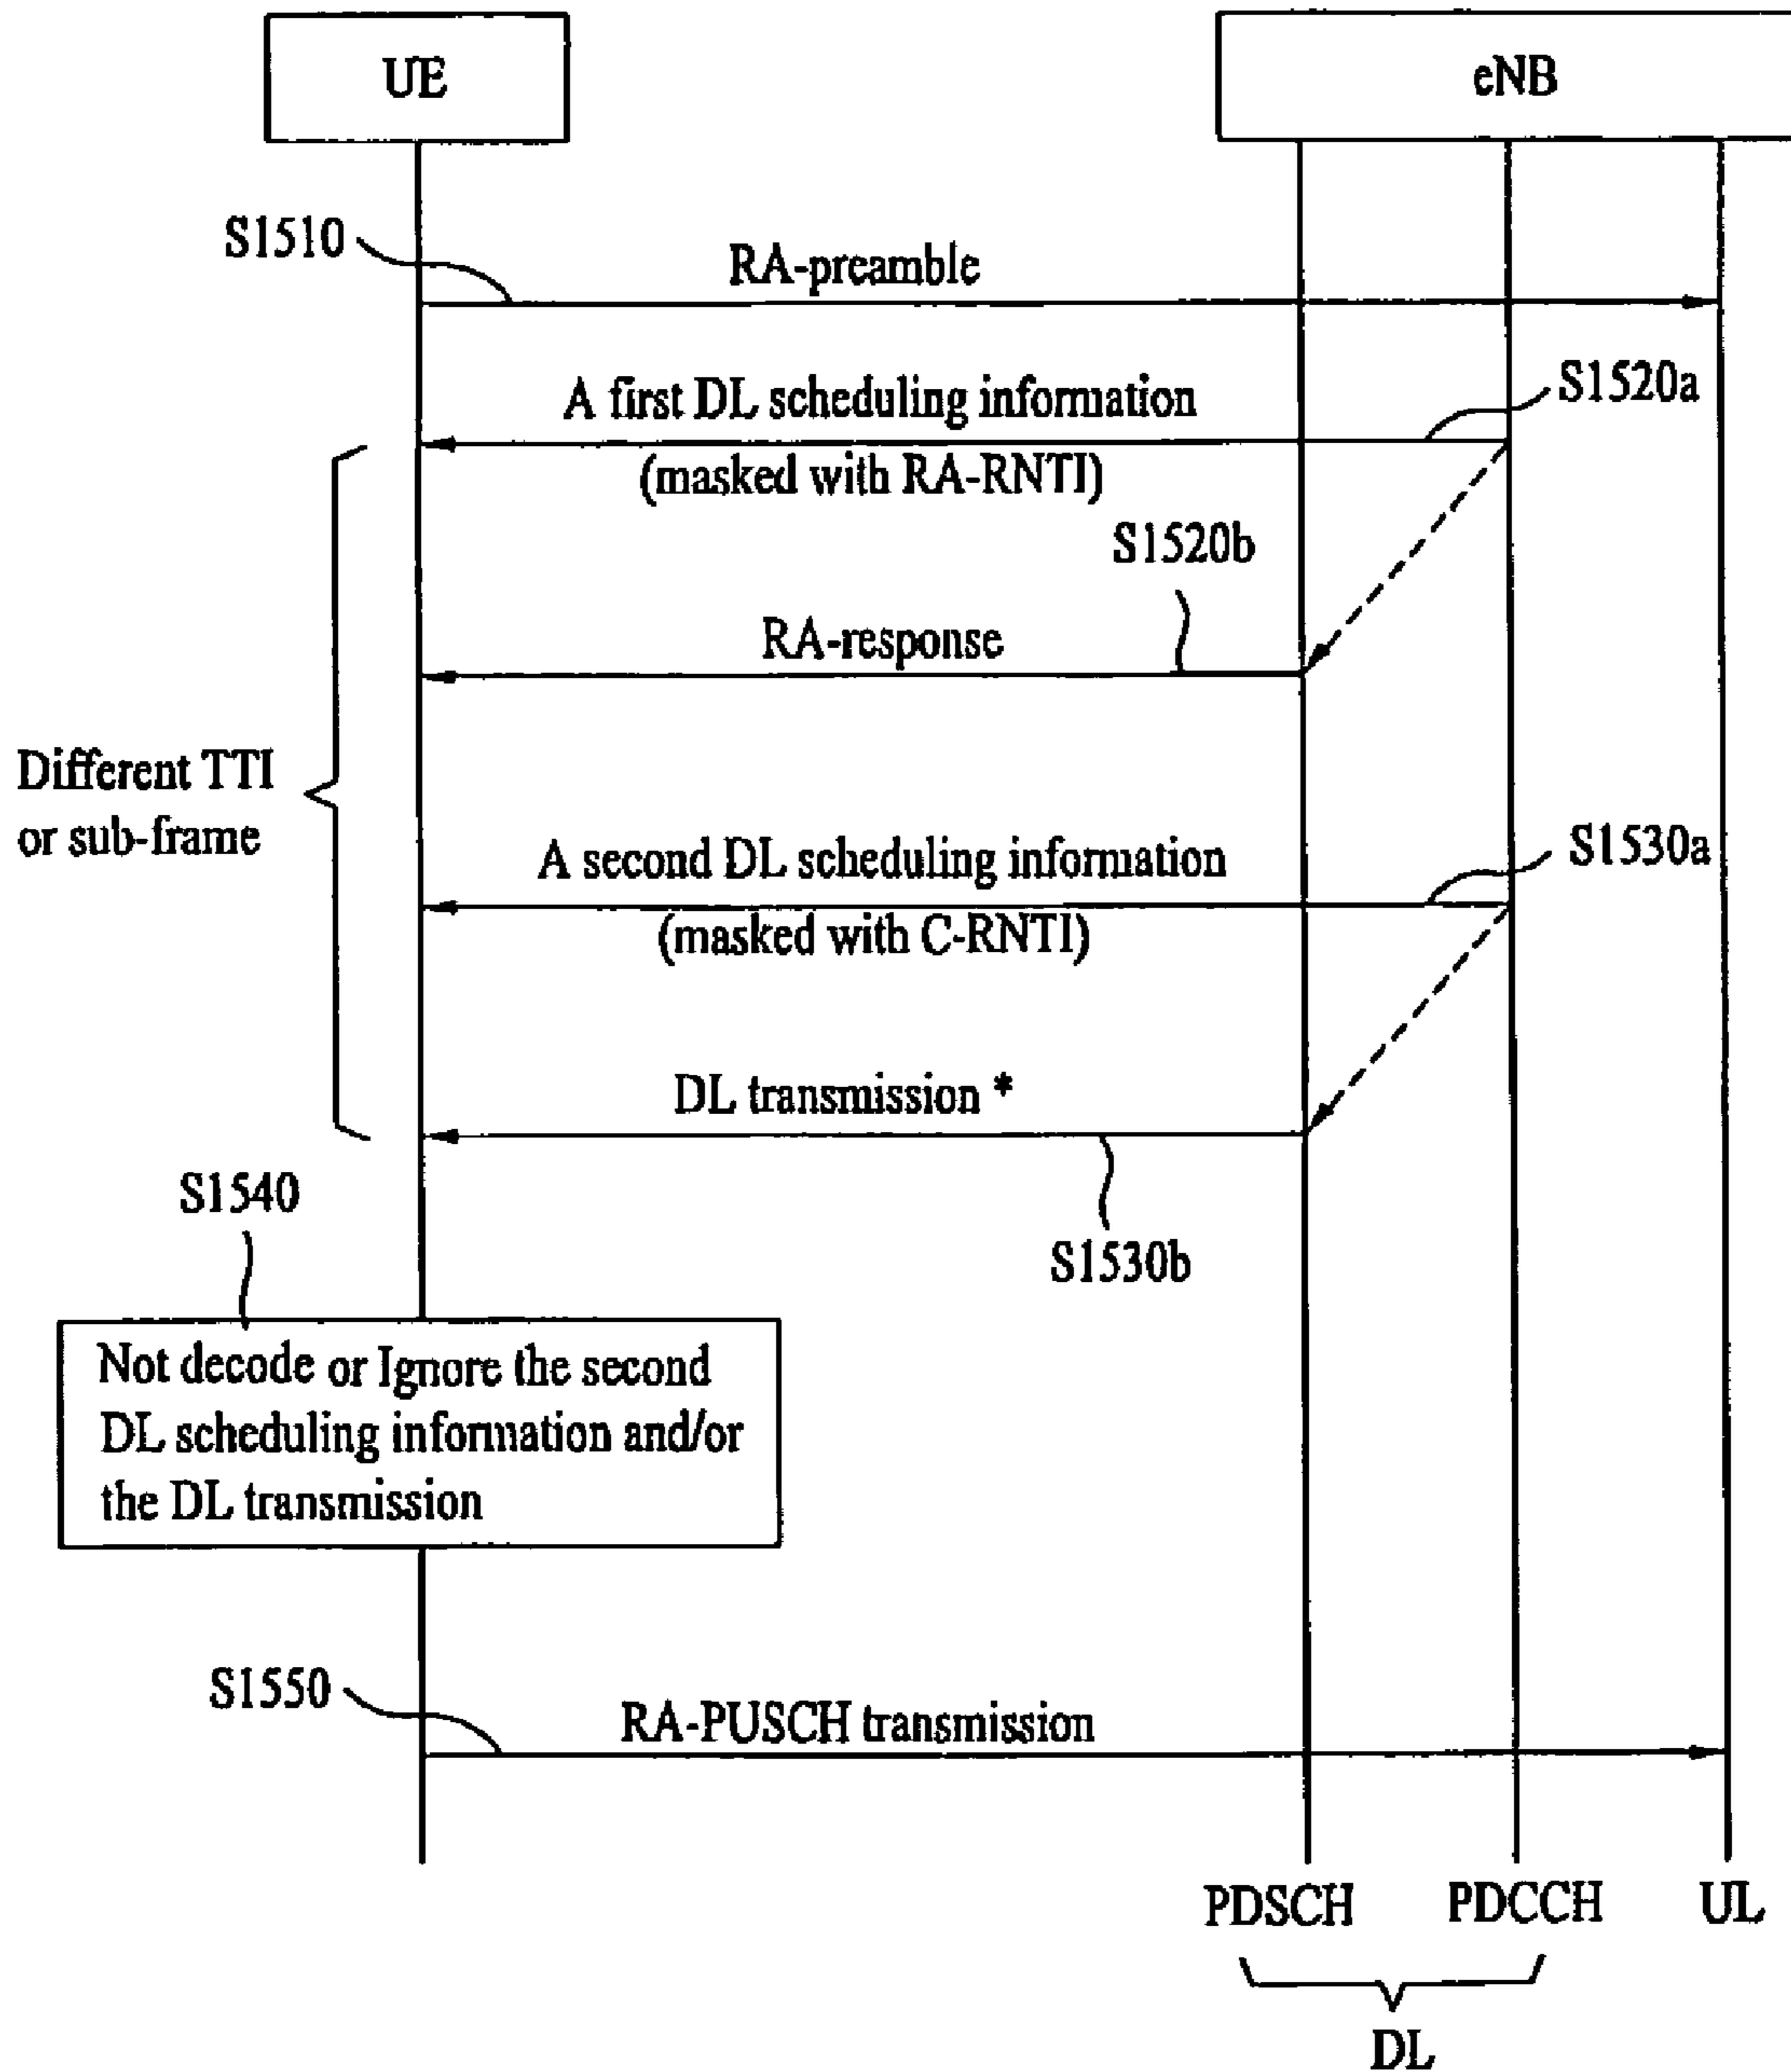 UE
eNB
S1510
RA-preamble
A first DL scheduling information
S1520a
(masked with RA-RNTI)
S1520b
RA-response
Different TTI
or sub-frame
A second DL scheduling information
S1530a
(masked with C-RNTI)
DL transmission *
S1540
S1530b
Not decode or Ignore the second
DL scheduling information and/or
the DL transmission
S1550
RA-PUSCH transmission
PDSCH
PDCCH
UL
DL